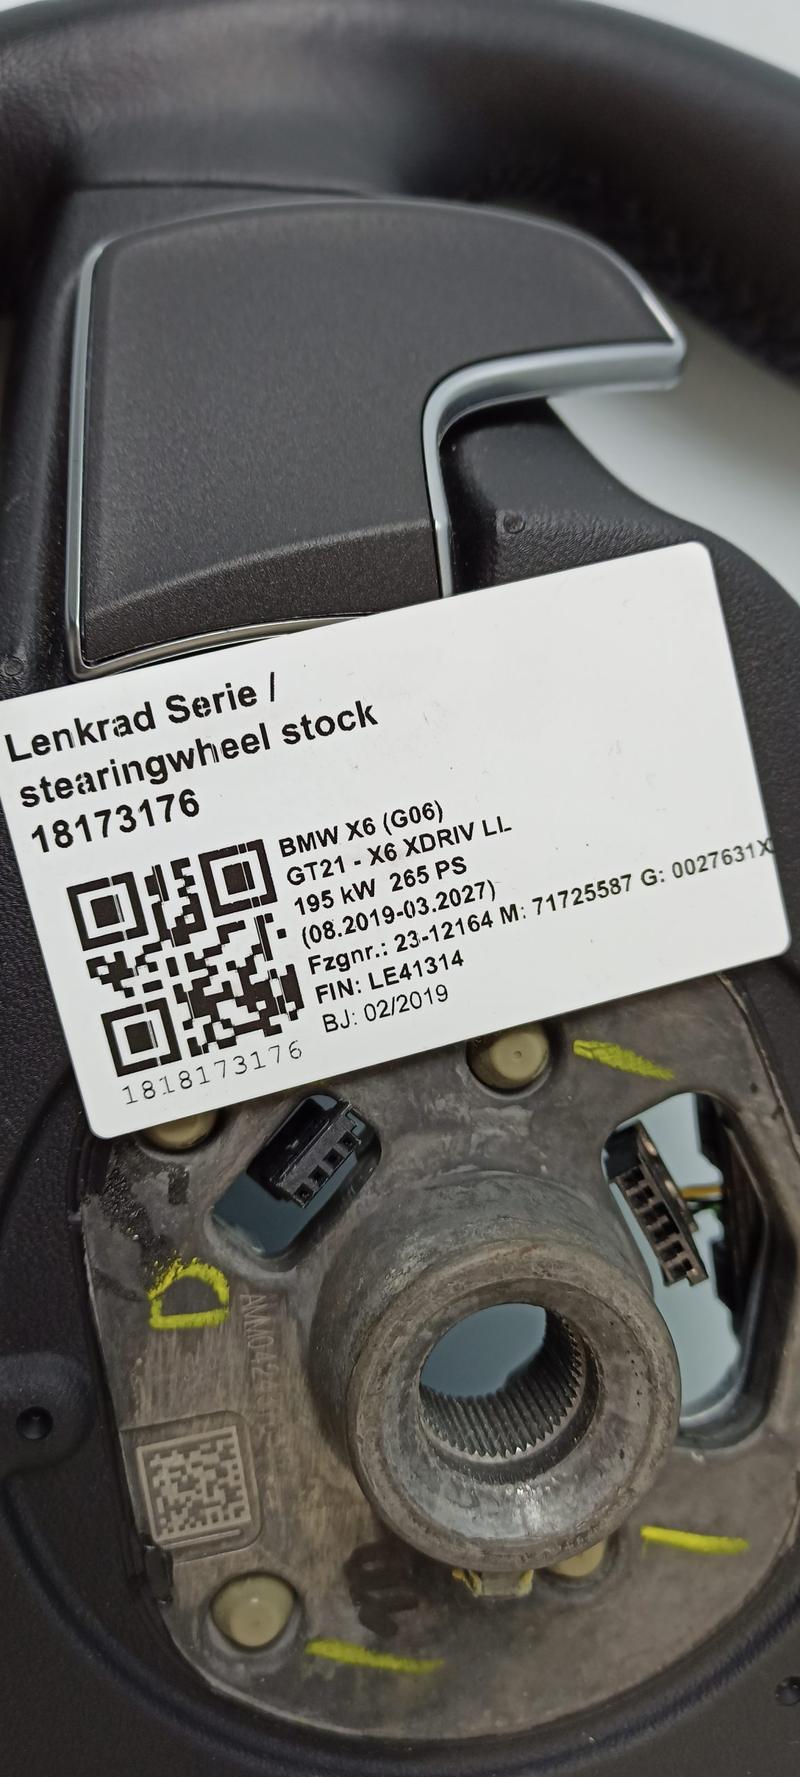 Lenkrad Serie /
stearingwheel stock
18173176
BMW X6 (G06)
GT21 - X6 XDRIV LL
195 kW 265 PS
(08.2019-03.2027)
Fzgnr.: 23-12164 M: 71725587 G: 0027631X
FIN: LE41314
BJ: 02/2019
1818173176
D